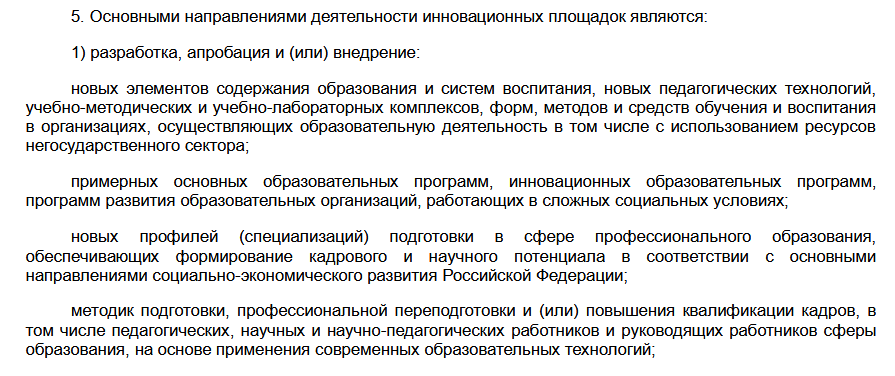 5. Основными направлениями деятельности инновационных площадок являются:
1) разработка, апробация и (или) внедрение:
новых элементов содержания образования и систем воспитания, новых педагогических технологий,
учебно-методических и учебно-лабораторных комплексов, форм, методов и средств обучения и воспитания
в организациях, осуществляющих образовательную деятельность в том числе с использованием ресурсов
негосударственного сектора;
примерных основных образовательных программ, инновационных образовательных программ,
программ развития образовательных организаций, работающих в сложных социальных условиях;
новых профилей (специализаций) подготовки в сфере профессионального образования,
обеспечивающих формирование кадрового и научного потенциала в соответствии с основными
направлениями социально-экономического развития Российской Федерации;
методик подготовки, профессиональной переподготовки и (или) повышения квалификации кадров, в
том числе педагогических, научных и научно-педагогических работников и руководящих работников сферы
образования, на основе применения современных образовательных технологий;